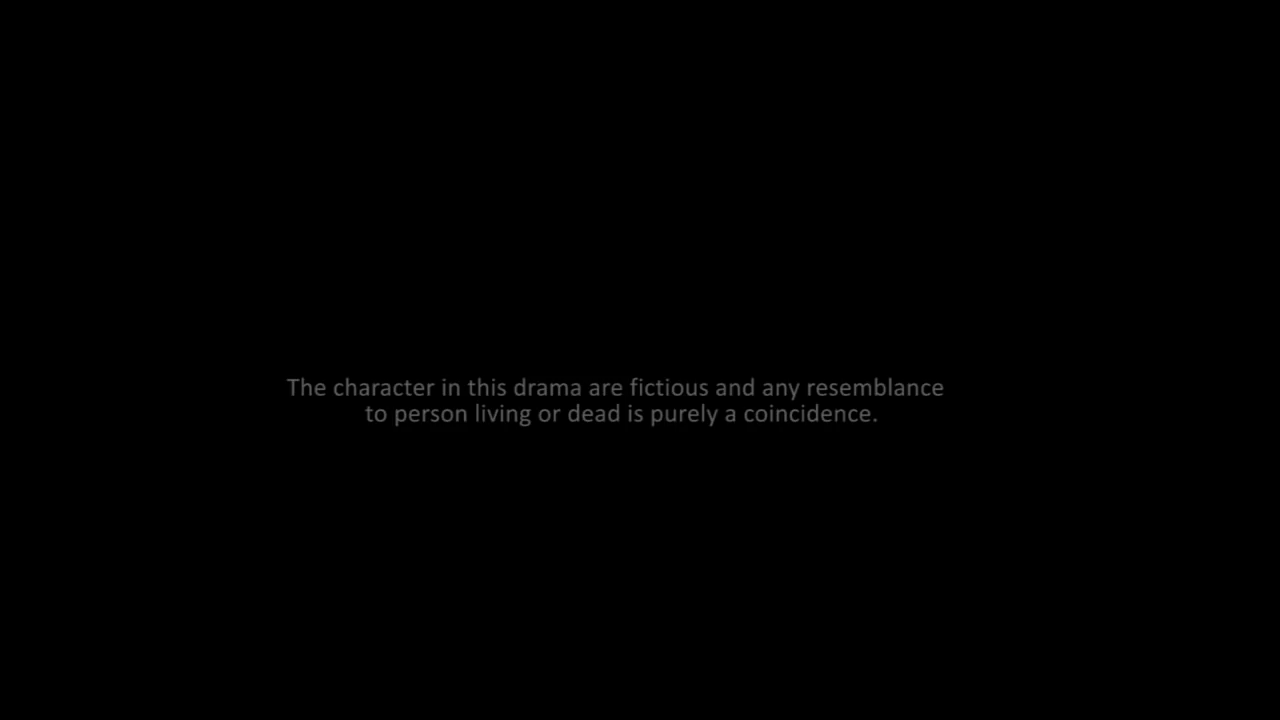 The character in this drama are fictious and any resemblance
to person living or dead is purely a coincidence.